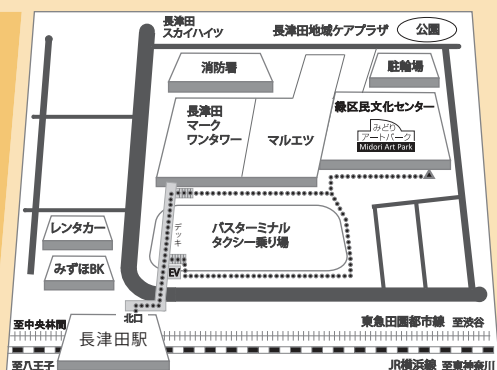 長津田
スカイハイツ
長津田地域ケアプラザ
公園
消防署
駐輪場
長津田
マーク
ワンタワー
マルエツ
緑区民文化センター
みどり
アートパーク
Midori Art Park
レンタカー
デッキ
バスターミナル
タクシー乗り場
みずほBK
EV
北口
至中央林間
東急田園都市線 至渋谷
長津田駅
至八王子
JR横浜線 至東神奈川